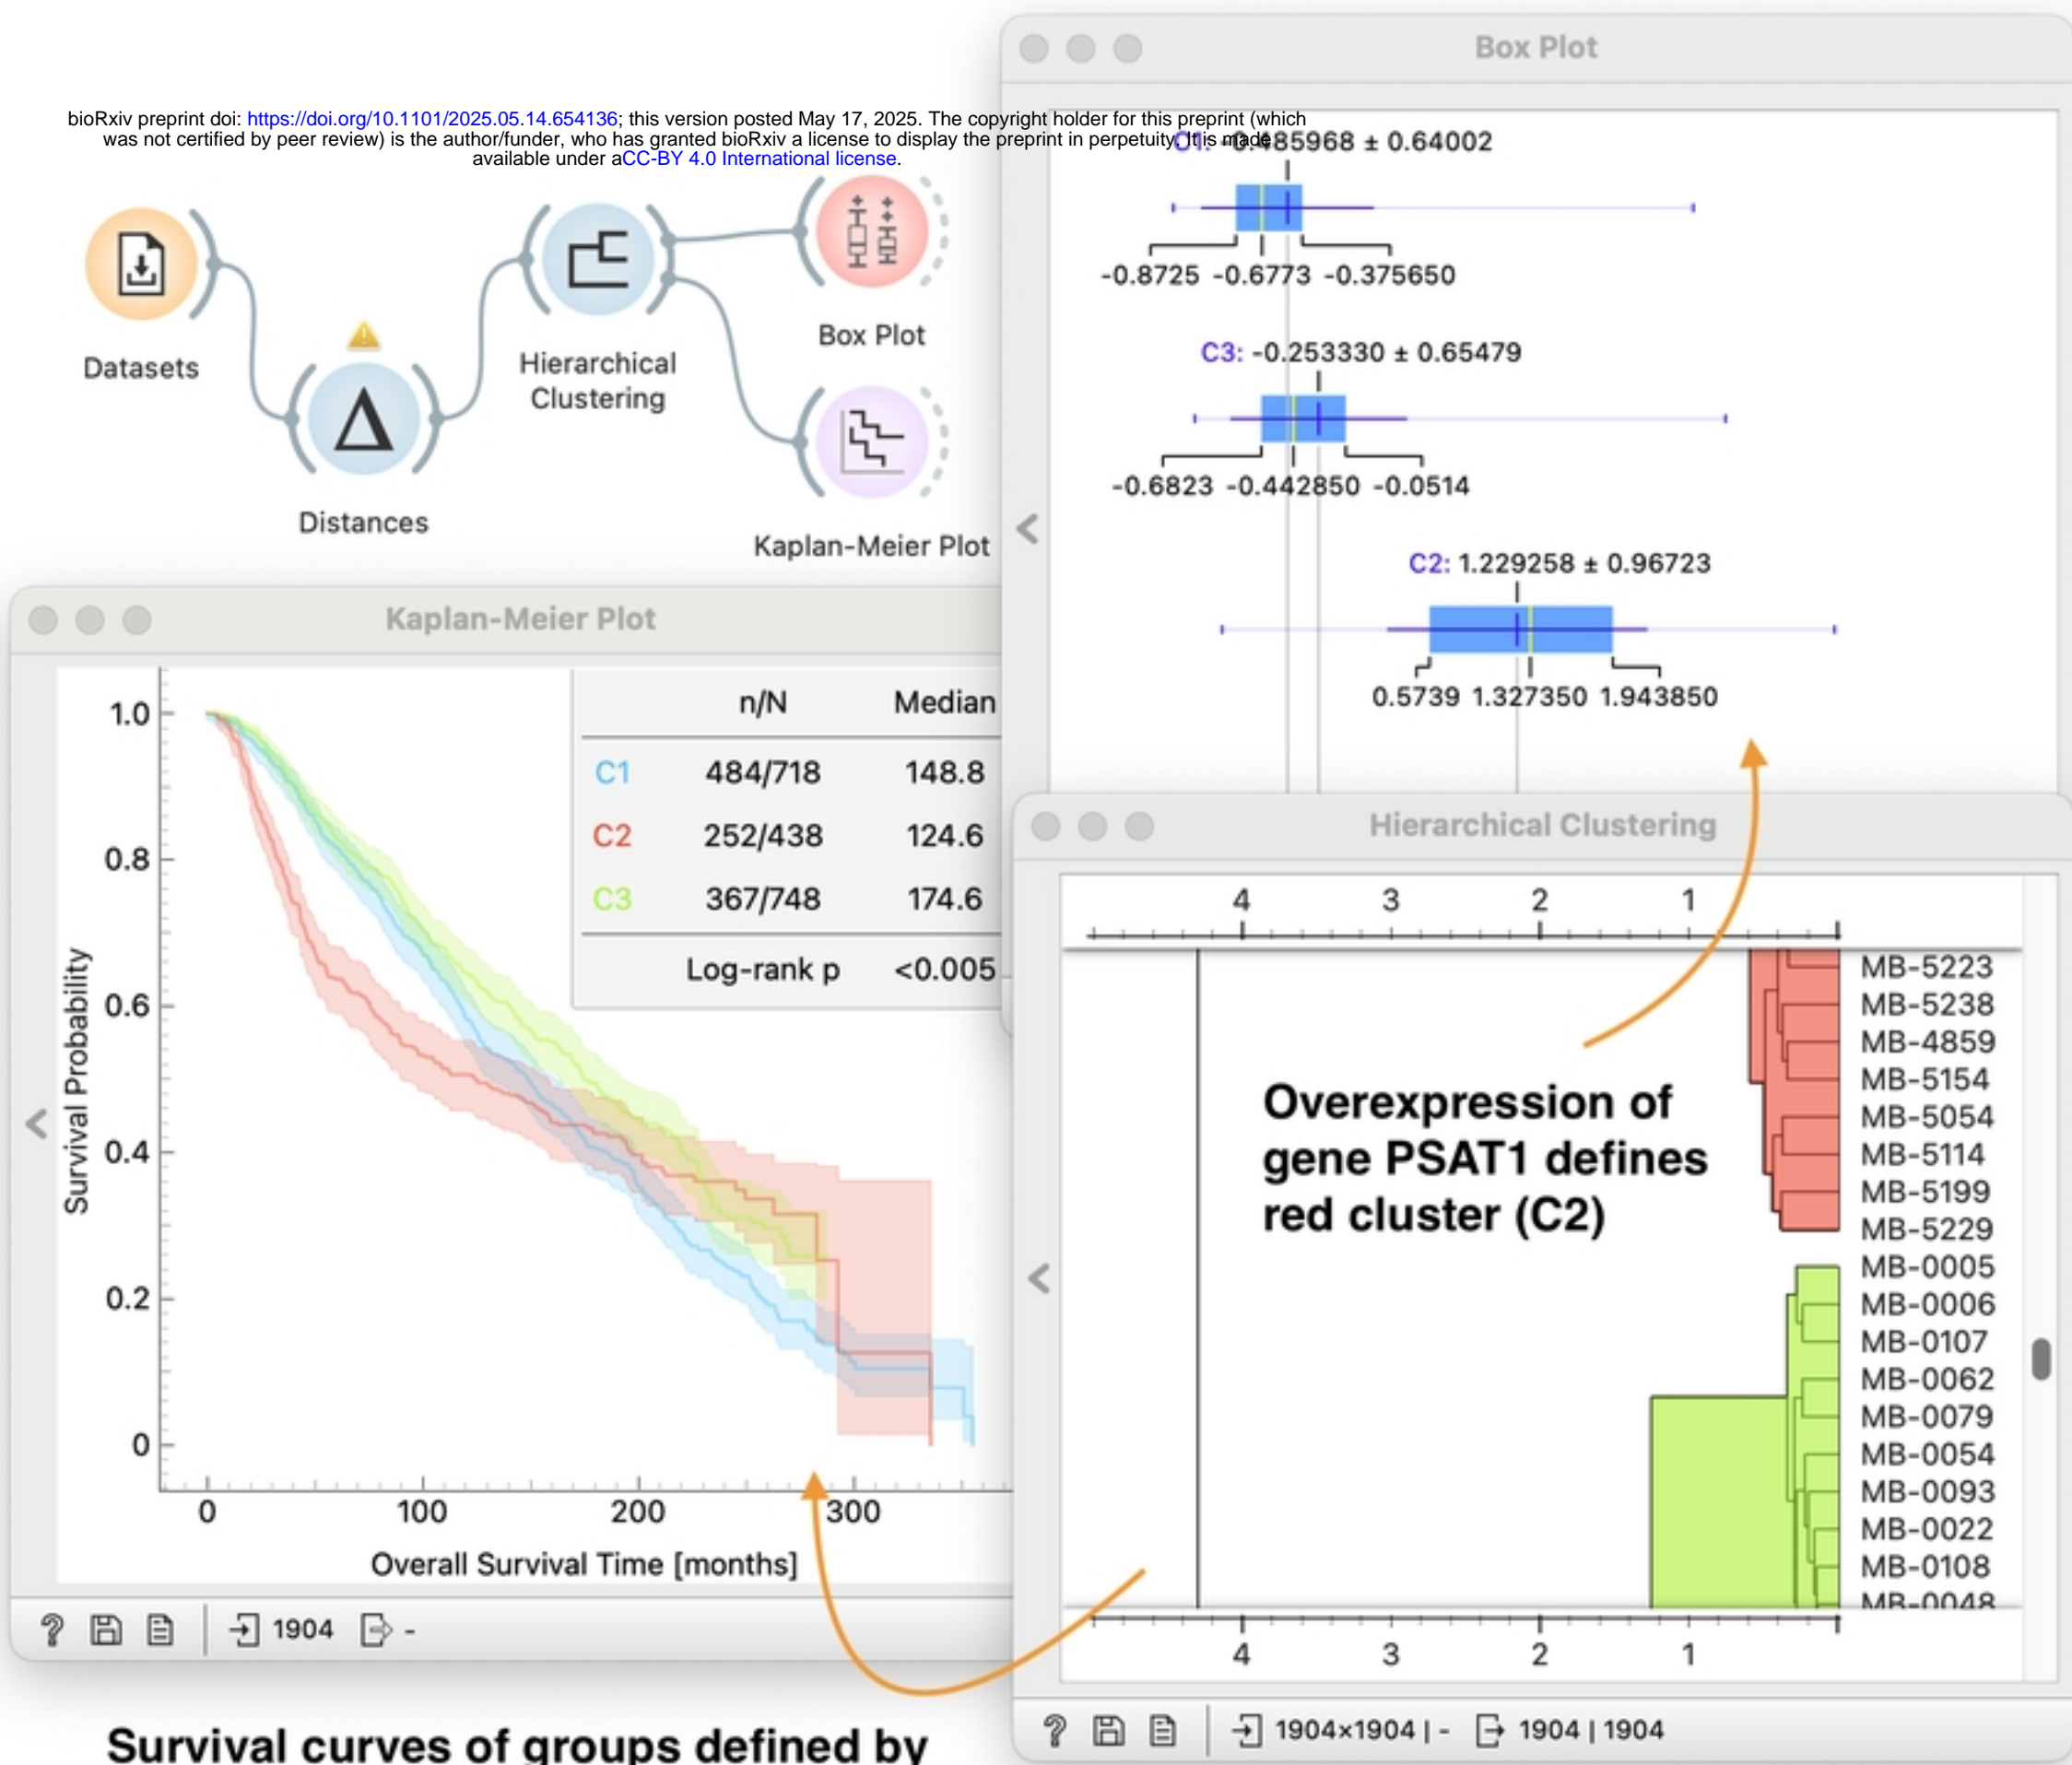 Box Plot
bioRxiv preprint doi: https://doi.org/10.1101/2025.05.14.654136; this version posted May 17, 2025. The copyright holder for this preprint (which
was not certified by peer review) is the author/funder, who has granted bioRxiv a license to display the preprint in perpetuity. It is made
available under aCC-BY 4.0 International license.
C1: -0.485968 ± 0.64002
-0.8725 -0.6773 -0.375650
C3: -0.253330 ± 0.65479
-0.6823 -0.442850 -0.0514
C2: 1.229258 ± 0.96723
0.5739 1.327350 1.943850
Datasets
Distances
Hierarchical
Clustering
Box Plot
Kaplan-Meier Plot
Kaplan-Meier Plot
n/N Median
C1 484/718 148.8
C2 252/438 124.6
C3 367/748 174.6
Log-rank p <0.005
Survival Probability
1.0
0.8
0.6
0.4
0.2
0
0 100 200 300
Overall Survival Time [months]
? 1904 -
Hierarchical Clustering
4 3 2 1
MB-5223
MB-5238
MB-4859
MB-5154
MB-5054
MB-5114
MB-5199
MB-5229
MB-0005
MB-0006
MB-0107
MB-0062
MB-0079
MB-0054
MB-0093
MB-0022
MB-0108
MB-0048
Overexpression of
gene PSAT1 defines
red cluster (C2)
4 3 2 1
? 1904×1904 | - 1904 | 1904
Survival curves of groups defined by